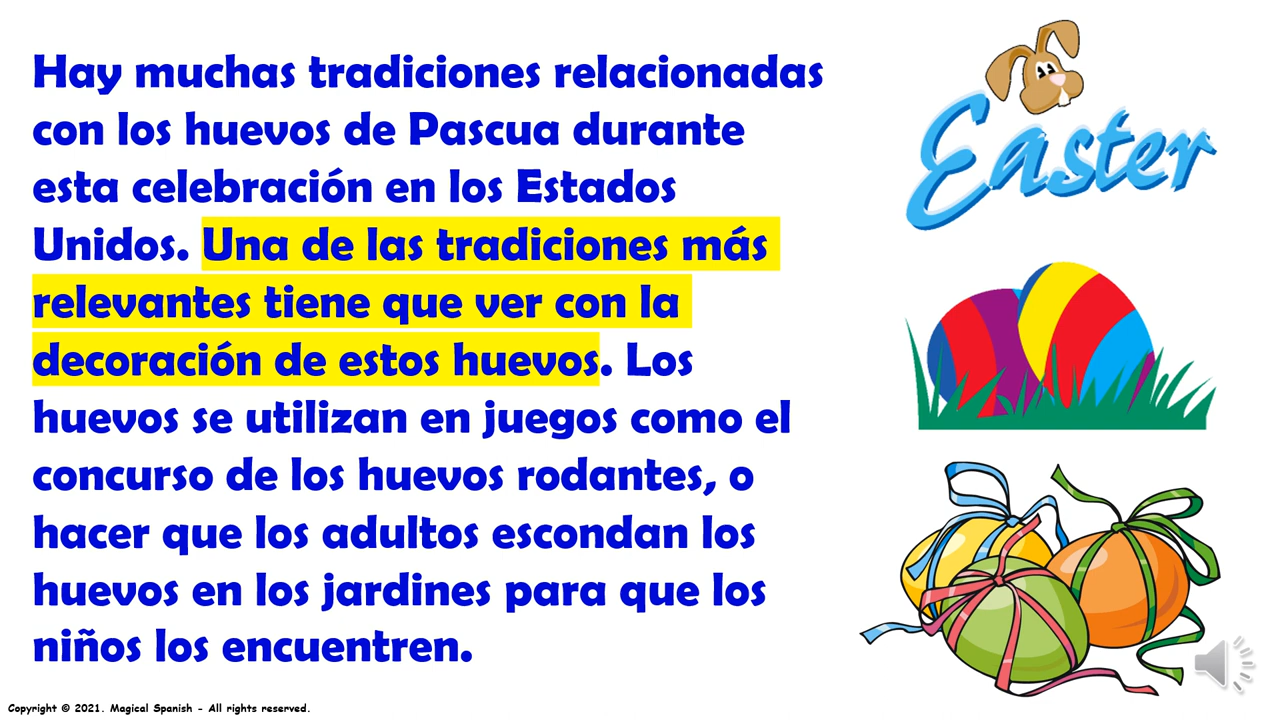 Hay muchas tradiciones relacionadas
con los huevos de Pascua durante
esta celebración en los Estados
Unidos. Una de las tradiciones más
relevantes tiene que ver con la
decoración de estos huevos. Los
huevos se utilizan en juegos como el
concurso de los huevos rodantes, o
hacer que los adultos escondan los
huevos en los jardines para que los
niños los encuentren.
Easter
Copyright © 2021. Magical Spanish - All rights reserved.